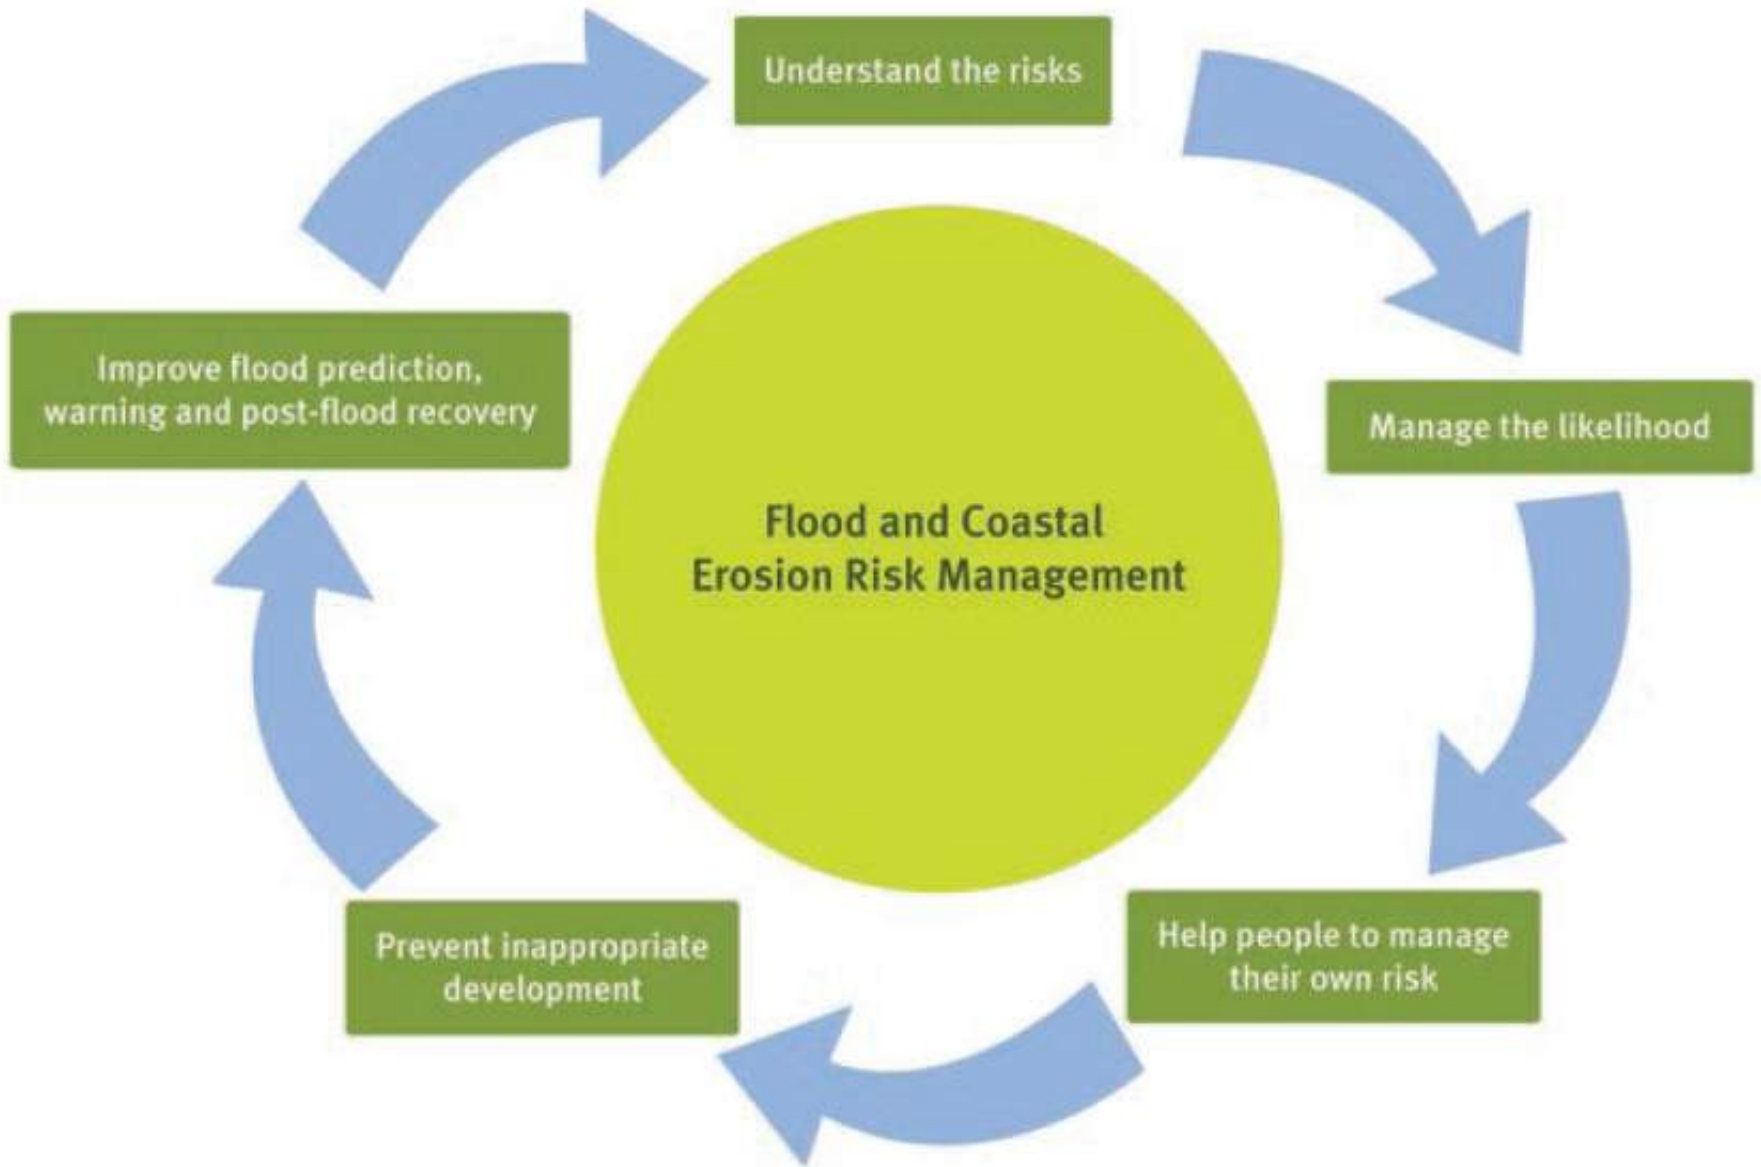 Understand the risks
Improve flood prediction,
warning and post-flood recovery
Manage the likelihood
Flood and Coastal
Erosion Risk Management
Help people to manage
their own risk
Prevent inappropriate
development